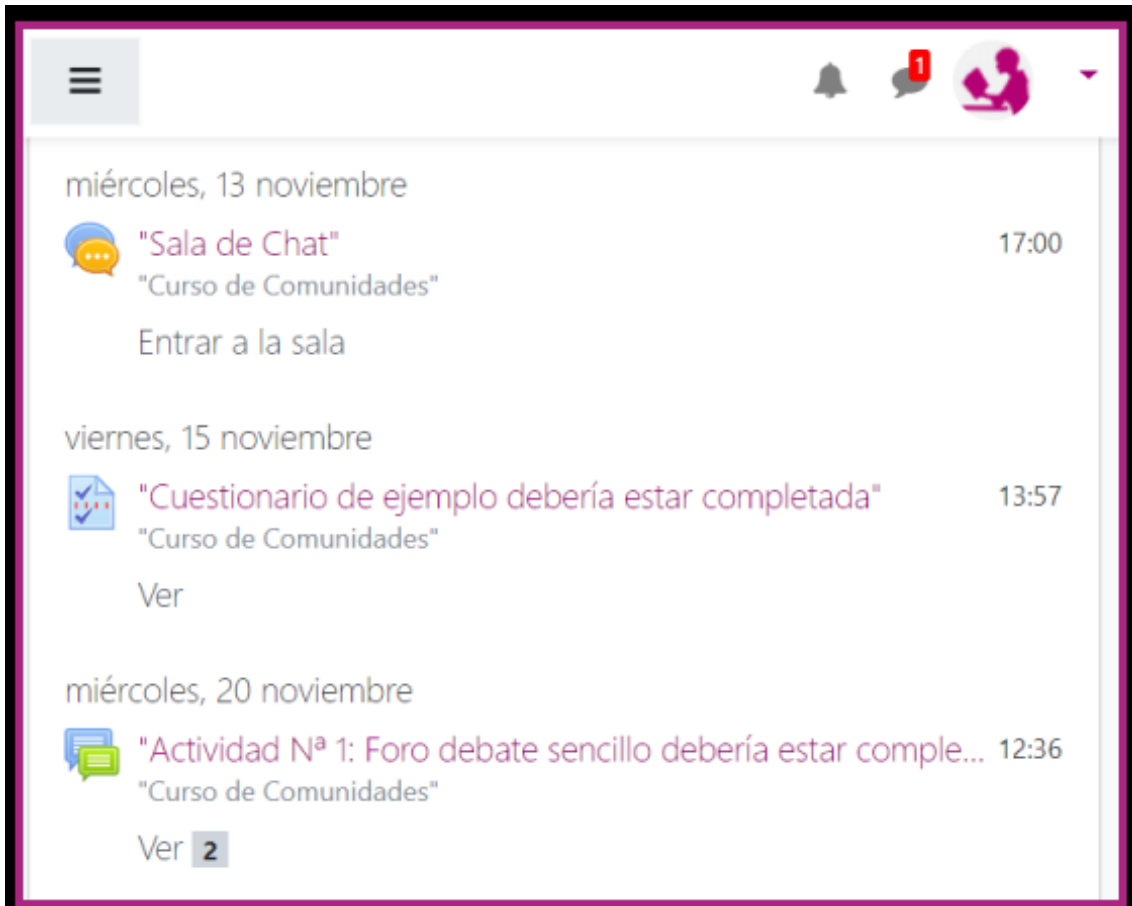 1
miércoles, 13 noviembre
"Sala de Chat" 17:00
"Curso de Comunidades"
Entrar a la sala
viernes, 15 noviembre
"Cuestionario de ejemplo debería estar completada" 13:57
"Curso de Comunidades"
Ver
miércoles, 20 noviembre
"Actividad Nª 1: Foro debate sencillo debería estar comple... 12:36
"Curso de Comunidades"
Ver 2